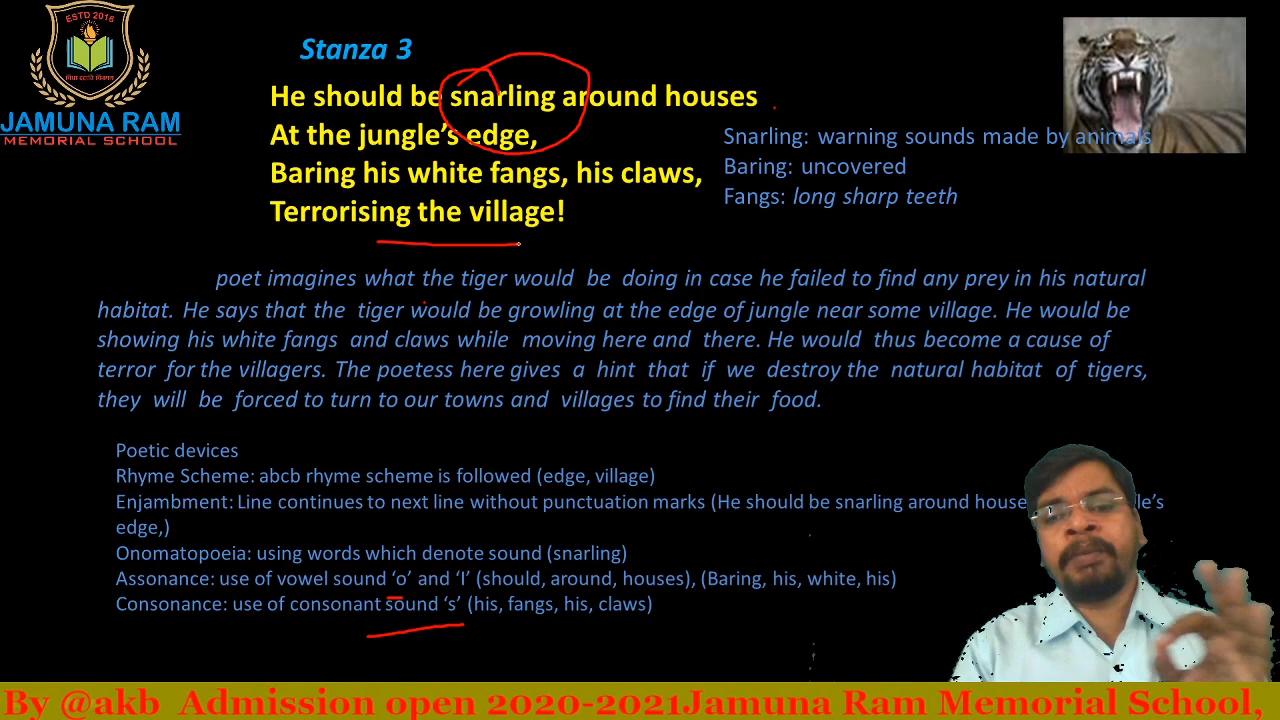 ESTD 2016
JAMUNA RAM
MEMORIAL SCHOOL
Stanza 3
He should be snarling around houses
At the jungle's edge,
Baring his white fangs, his claws,
Terrorising the village!
Snarling: warning sounds made by animals
Baring: uncovered
Fangs: long sharp teeth
poet imagines what the tiger would be doing in case he failed to find any prey in his natural
habitat. He says that the tiger would be growling at the edge of jungle near some village. He would be
showing his white fangs and claws while moving here and there. He would thus become a cause of
terror for the villagers. The poetess here gives a hint that if we destroy the natural habitat of tigers,
they will be forced to turn to our towns and villages to find their food.
Poetic devices
Rhyme Scheme: abcb rhyme scheme is followed (edge, village)
Enjambment: Line continues to next line without punctuation marks (He should be snarling around house
edge,)
Onomatopoeia: using words which denote sound (snarling)
Assonance: use of vowel sound 'o' and 'I' (should, around, houses), (Baring, his, white, his)
Consonance: use of consonant sound 's' (his, fangs, his, claws)
By @akb Admission open 2020-2021Jamuna Ram Memorial School,